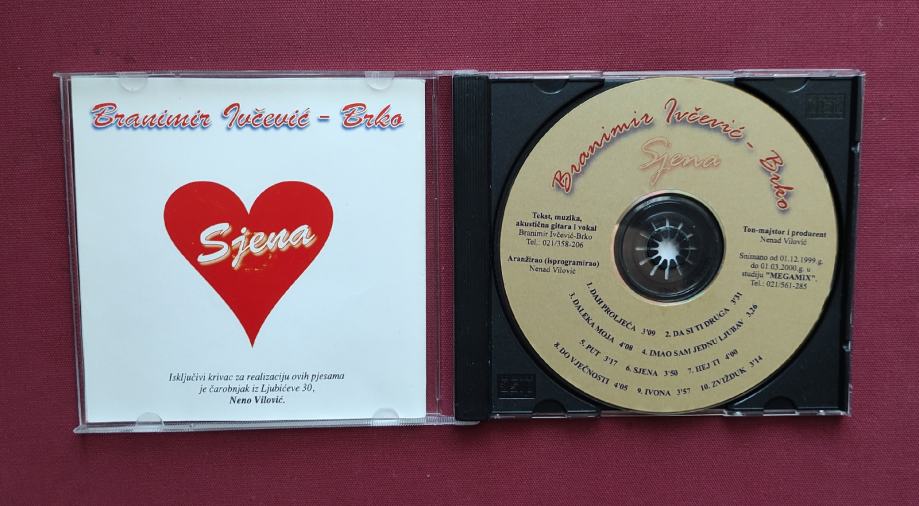 Branimir Ivčević - Brko
Sjena
Isključivi krivac za realizaciju ovih pjesama
je čarobnjak iz Ljubićeve 30,
Neno Vilović.
Branimir Ivčević - Brko
Sjena
Tekst, muzika,
akustična gitara i vokal
Branimir Ivčević-Brko
Tel.: 021/358-206
Aranžirao (isprogramirao)
Nenad Vilović
Ton-majstor i producent
Nenad Vilović
Snimano od 01.12.1999.g.
do 01.03.2000.g. u
studiju "MEGAMIX".
Tel.: 021/561-285
1. DAH PROLJEĆA 3'09 2. DA SI TI DRUGA 3'31
3. DALEKA MOJA 4'08 4. IMAO SAM JEDNU LJUBAV 3,26
5. PUT 3'17 6. SJENA 3'50 7. HEJ TI 4'00
8. DO VJEČNOSTI 4'05 9. IVONA 3'57 10. ZVIŽDUK 3'14